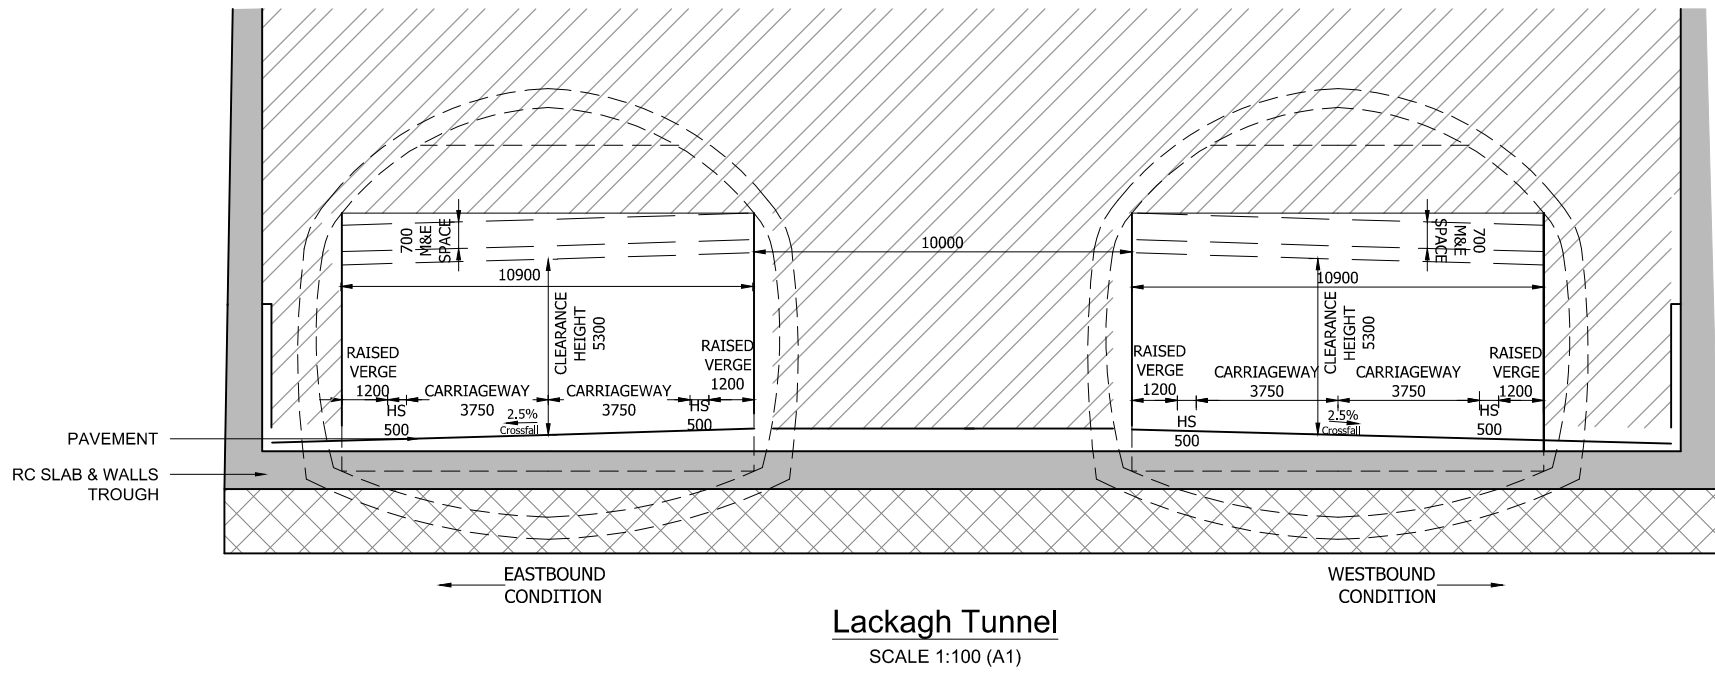 700
M&E
SPACE
10000
700
M&E
SPACE
10900
10900
CLEARANCE
HEIGHT
5300
CLEARANCE
HEIGHT
5300
RAISED
VERGE
1200
RAISED
VERGE
1200
RAISED
VERGE
1200
RAISED
VERGE
1200
CARRIAGEWAY
3750
CARRIAGEWAY
3750
CARRIAGEWAY
3750
CARRIAGEWAY
3750
HS
500
2.5%
Crossfall
HS
500
HS
500
2.5%
Crossfall
HS
500
PAVEMENT
RC SLAB & WALLS
TROUGH
EASTBOUND
CONDITION
WESTBOUND
CONDITION
Lackagh Tunnel
SCALE 1:100 (A1)